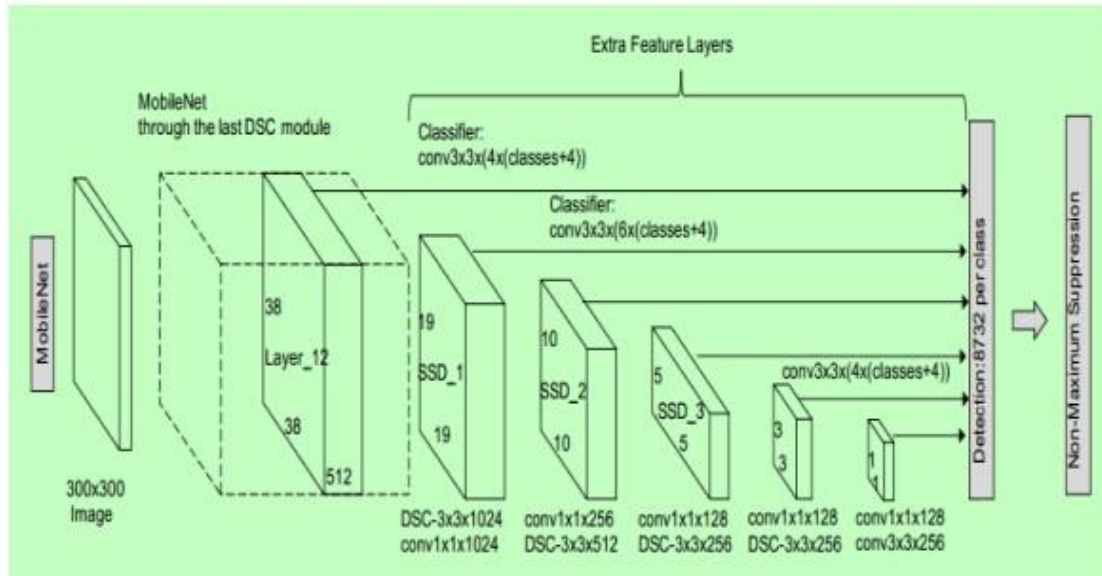 Extra Feature Layers
MobileNet
through the last DSC module
Classifier:
conv3x3x(4x(classes+4))
Classifier:
conv3x3x(6x(classes+4))
MobileNet
38
Layer_12
38
512
19
SSD_1
19
10
SSD_2
10
5
SSD_3
5
conv3x3x(4x(classes+4))
3
3
1
1
Detection:8732 per class
Non-Maximum Suppression
300x300
Image
DSC-3x3x1024
conv1x1x1024
conv1x1x256
DSC-3x3x512
conv1x1x128
DSC-3x3x256
conv1x1x128
DSC-3x3x256
conv1x1x128
conv3x3x256